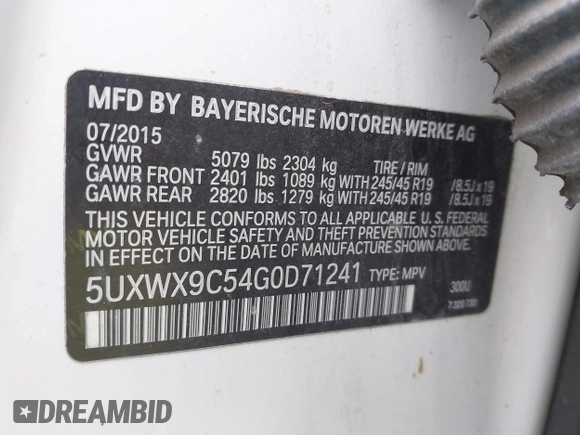 MFD BY BAYERISCHE MOTOREN WERKE AG
07/2015
GVWR 5079 lbs 2304 kg TIRE / RIM
GAWR FRONT 2401 lbs 1089 kg WITH 245/45 R19 /8.5J x 19
GAWR REAR 2820 lbs 1279 kg WITH 245/45 R19 /8.5J x 19
THIS VEHICLE CONFORMS TO ALL APPLICABLE U. S. FEDERAL
MOTOR VEHICLE SAFETY AND THEFT PREVENTION STANDARDS
IN EFFECT ON THE DATE OF MANUFACTURE SHOWN ABOVE.
5UXWX9C54G0D71241 TYPE: MPV
300U
DREAMBID